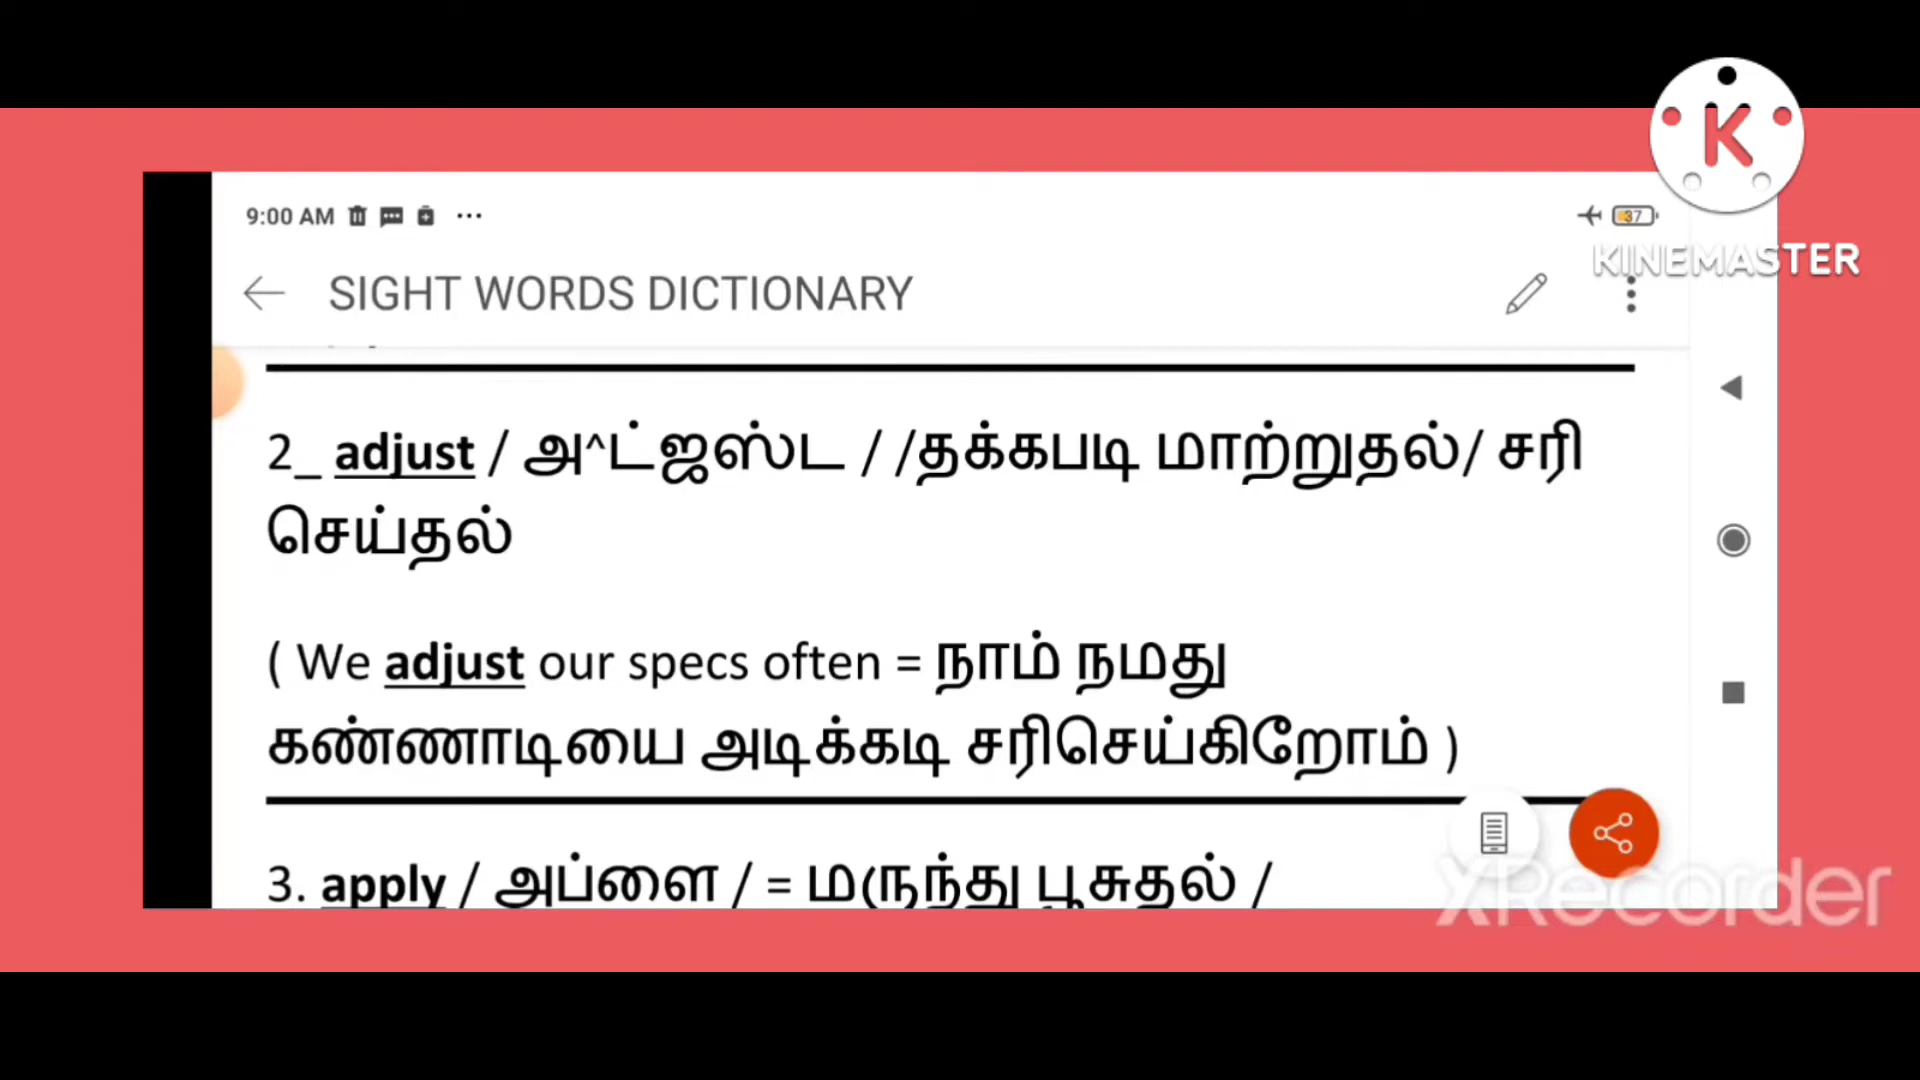 KINEMASTER
9:00 AM
37
SIGHT WORDS DICTIONARY
2_ adjust / அ^ட்ஜஸ்ட / /தக்கபடி மாற்றுதல்/ சரி
செய்தல்
( We adjust our specs often = நாம் நமது
கண்ணாடியை அடிக்கடி சரிசெய்கிறோம் )
3. apply / அப்ளை / = மருந்து பூசுதல் /
XRecorder